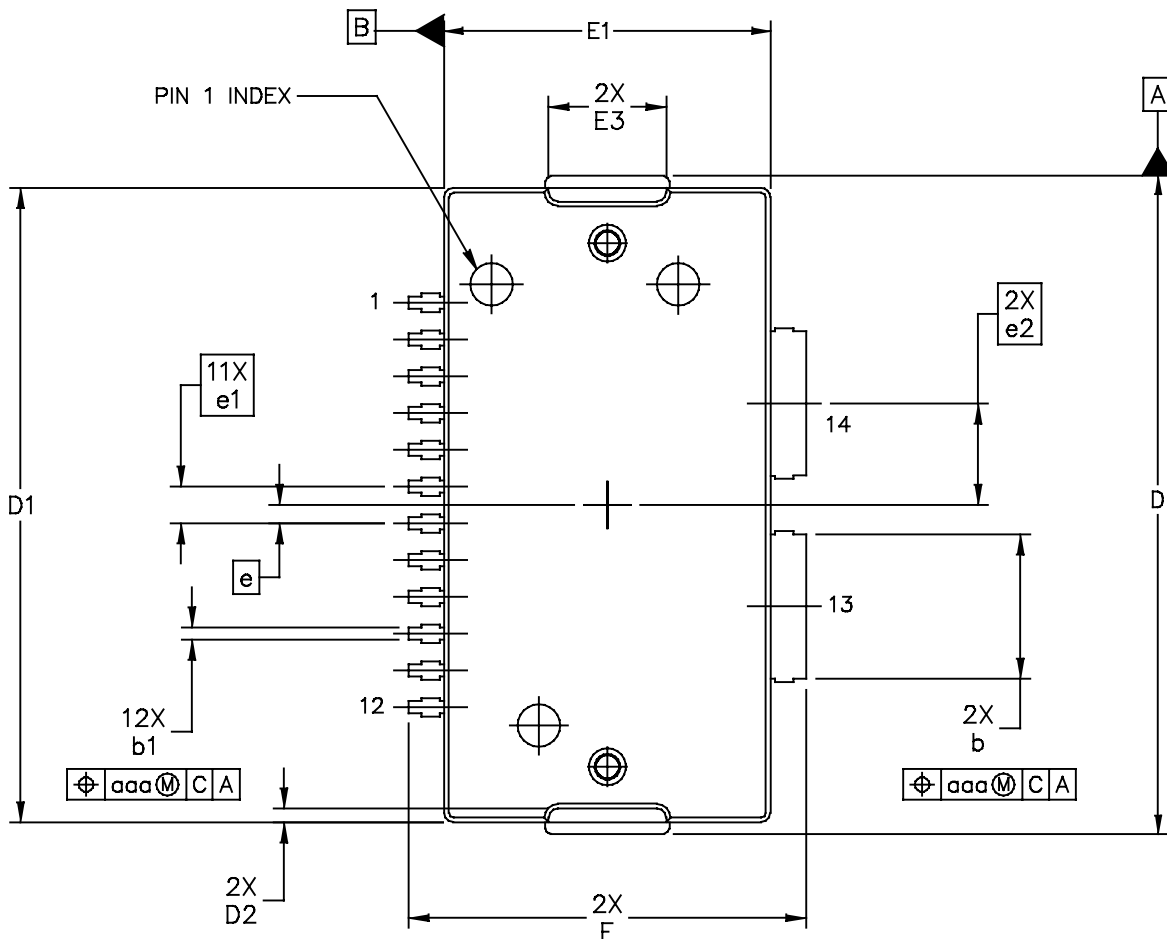 B
E1
PIN 1 INDEX
2X
E3
A
1
2X
e2
11X
e1
14
D1
D
e
13
12
12X
b1
2X
b
⌖ aaa Ⓜ C A
⌖ aaa Ⓜ C A
2X
D2
2X
F